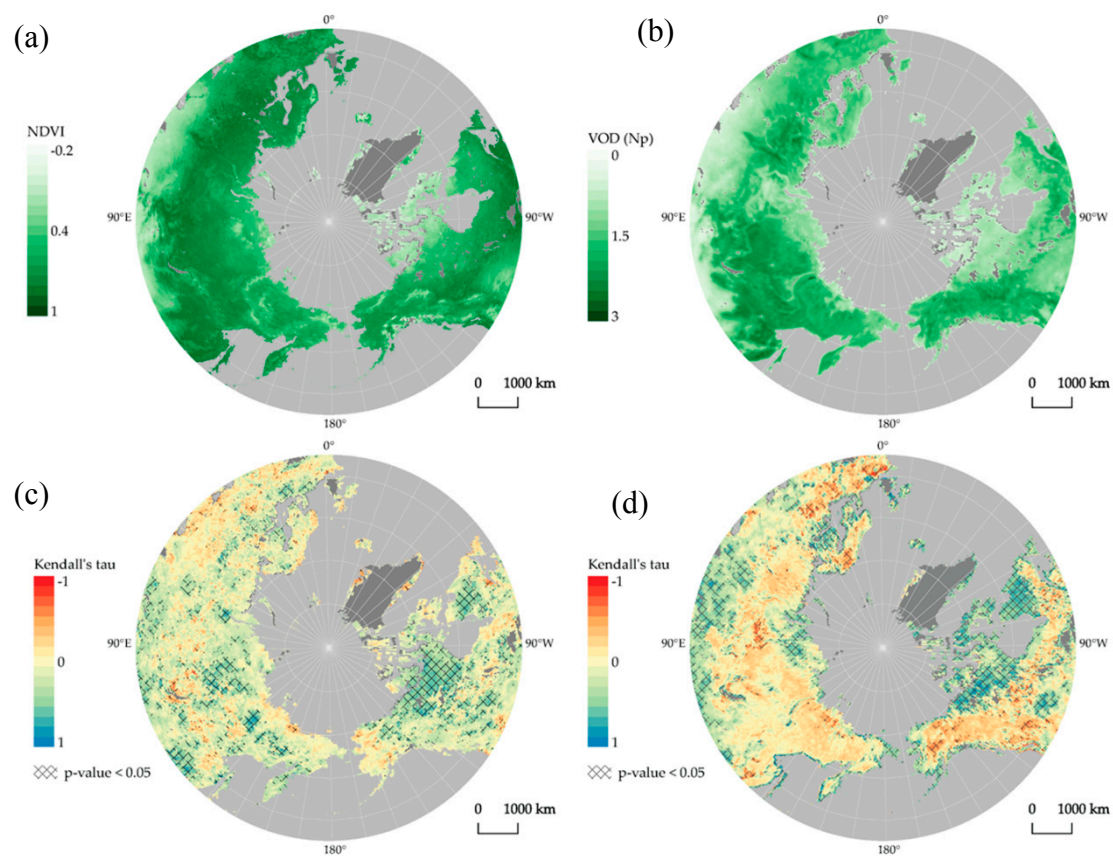 (a)
0°
NDVI
-0.2
0.4
1
90°E
90°W
0 1000 km
180°
(b)
0°
VOD (Np)
0
1.5
3
90°E
90°W
0 1000 km
180°
(c)
0°
Kendall's tau
-1
0
1
p-value < 0.05
90°E
90°W
0 1000 km
180°
(d)
0°
Kendall's tau
-1
0
1
p-value < 0.05
90°E
90°W
0 1000 km
180°